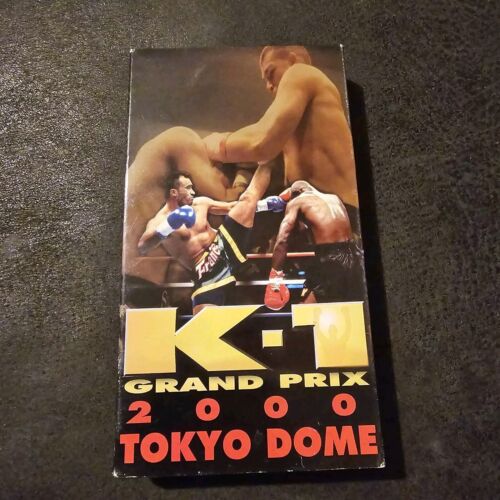 K-1
GRAND PRIX
2000
TOKYO DOME